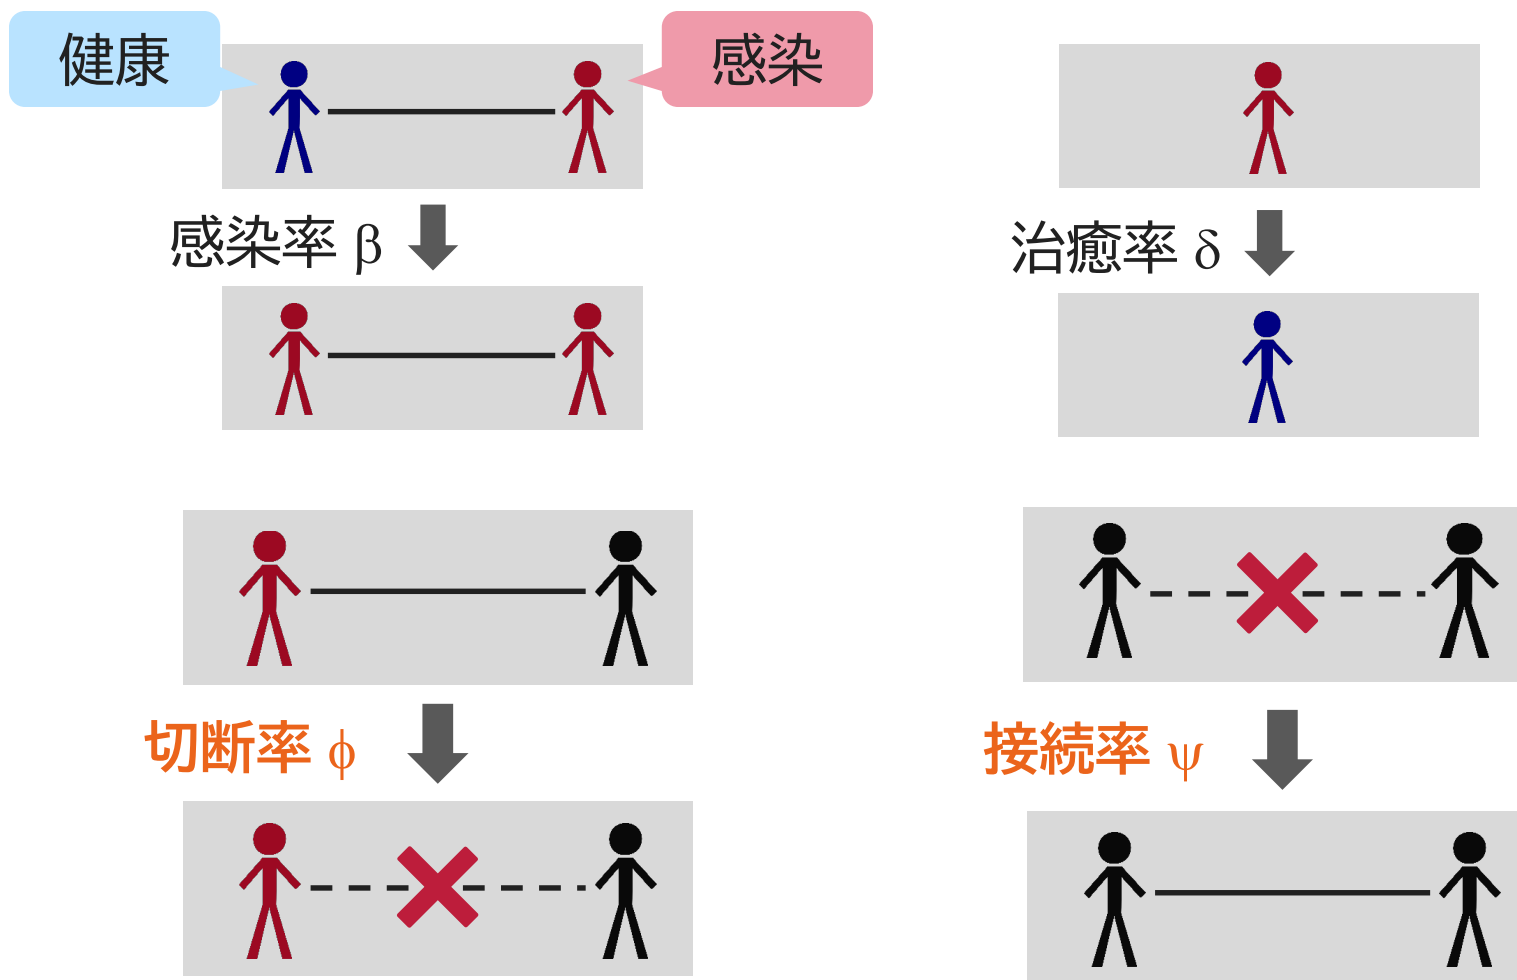 健康
感染
感染率 β
治癒率 δ
切断率 φ
接続率 ψ